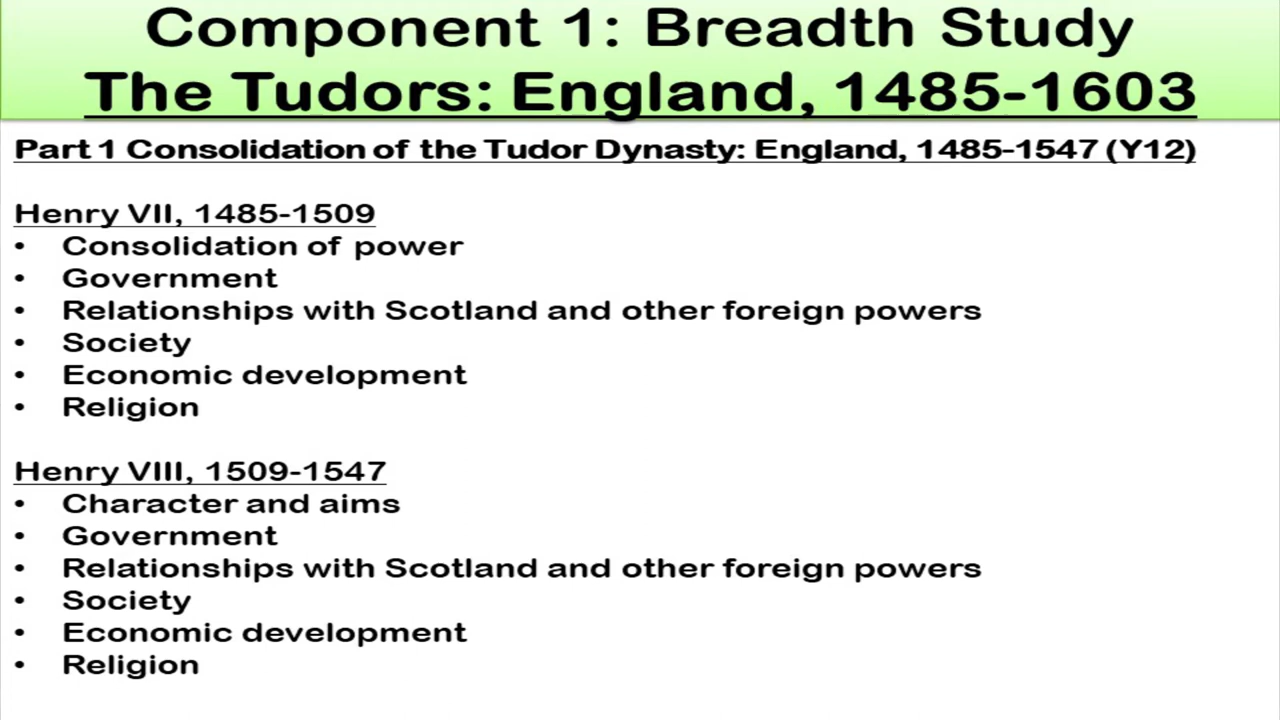 Component 1: Breadth Study
The Tudors: England, 1485-1603
Part 1 Consolidation of the Tudor Dynasty: England, 1485-1547 (Y12)
Henry VII, 1485-1509
• Consolidation of power
• Government
• Relationships with Scotland and other foreign powers
• Society
• Economic development
• Religion
Henry VIII, 1509-1547
• Character and aims
• Government
• Relationships with Scotland and other foreign powers
• Society
• Economic development
• Religion